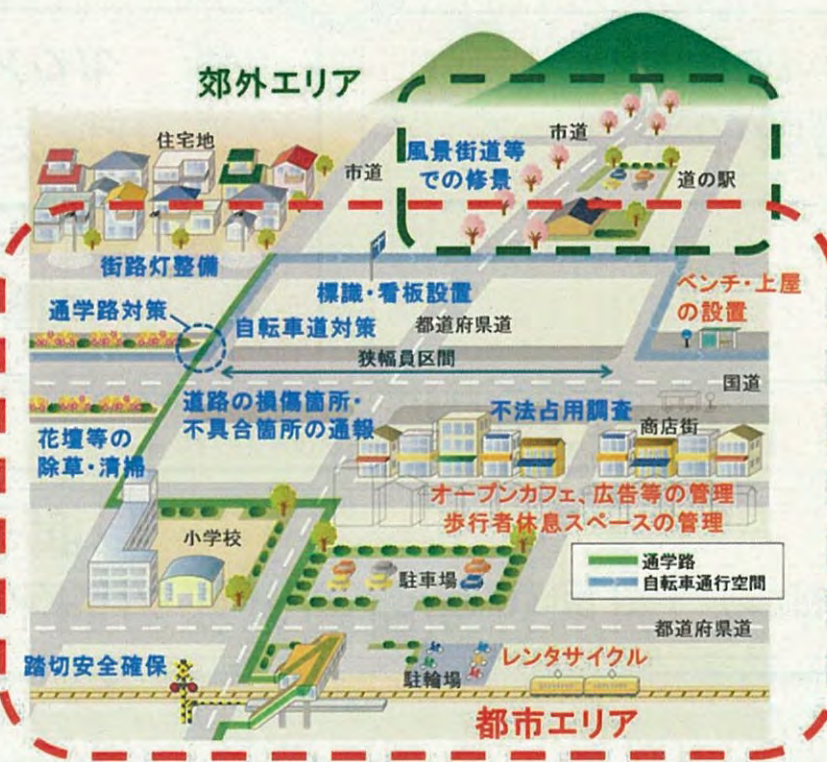 郊外エリア
住宅地
市道
風景街道等
での修景
市道
道の駅
街路灯整備
標識・看板設置
ベンチ・上屋
の設置
通学路対策
自転車道対策
都道府県道
狭幅員区間
国道
道路の損傷箇所・
不具合箇所の通報
不法占用調査
商店街
花壇等の
除草・清掃
オープンカフェ、広告等の管理
歩行者休息スペースの管理
小学校
駐車場
通学路
自転車通行空間
都道府県道
踏切安全確保
駐輪場
レンタサイクル
都市エリア